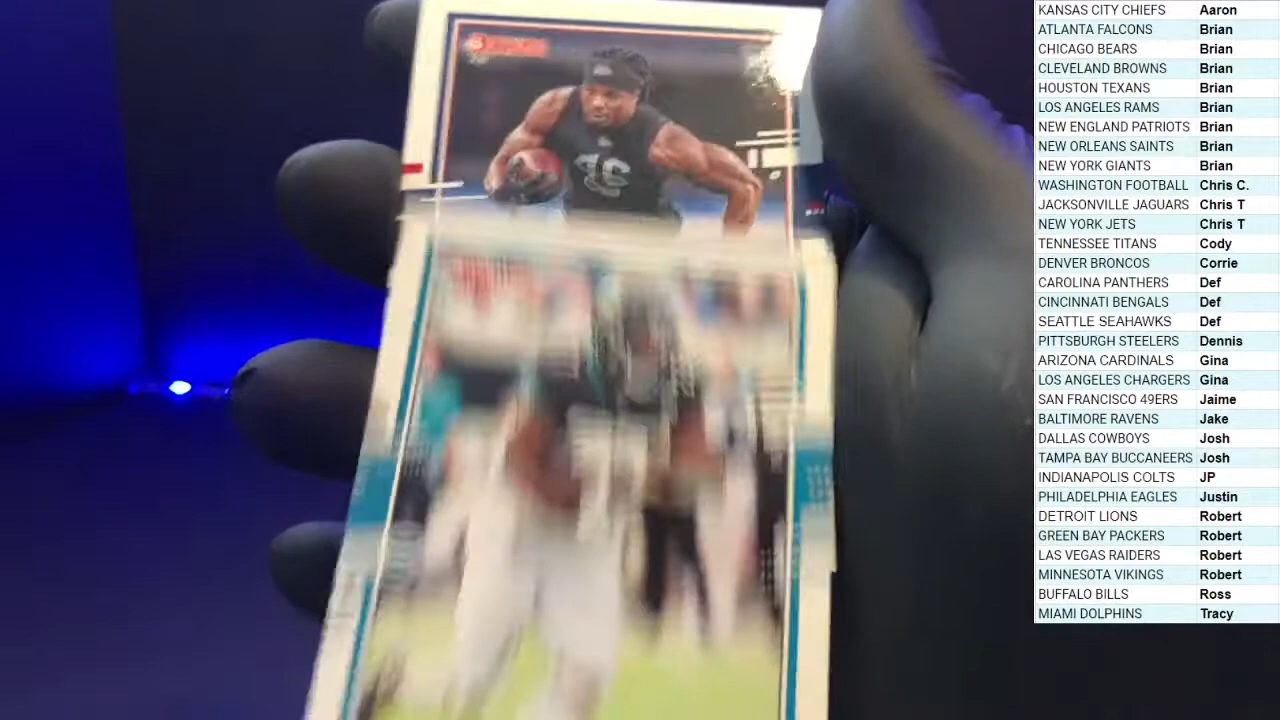 KANSAS CITY CHIEFS Aaron
ATLANTA FALCONS Brian
CHICAGO BEARS Brian
CLEVELAND BROWNS Brian
HOUSTON TEXANS Brian
LOS ANGELES RAMS Brian
NEW ENGLAND PATRIOTS Brian
NEW ORLEANS SAINTS Brian
NEW YORK GIANTS Brian
WASHINGTON FOOTBALL Chris C.
JACKSONVILLE JAGUARS Chris T
NEW YORK JETS Chris T
TENNESSEE TITANS Cody
DENVER BRONCOS Corrie
CAROLINA PANTHERS Def
CINCINNATI BENGALS Def
SEATTLE SEAHAWKS Def
PITTSBURGH STEELERS Dennis
ARIZONA CARDINALS Gina
LOS ANGELES CHARGERS Gina
SAN FRANCISCO 49ERS Jaime
BALTIMORE RAVENS Jake
DALLAS COWBOYS Josh
TAMPA BAY BUCCANEERS Josh
INDIANAPOLIS COLTS JP
PHILADELPHIA EAGLES Justin
DETROIT LIONS Robert
GREEN BAY PACKERS Robert
LAS VEGAS RAIDERS Robert
MINNESOTA VIKINGS Robert
BUFFALO BILLS Ross
MIAMI DOLPHINS Tracy